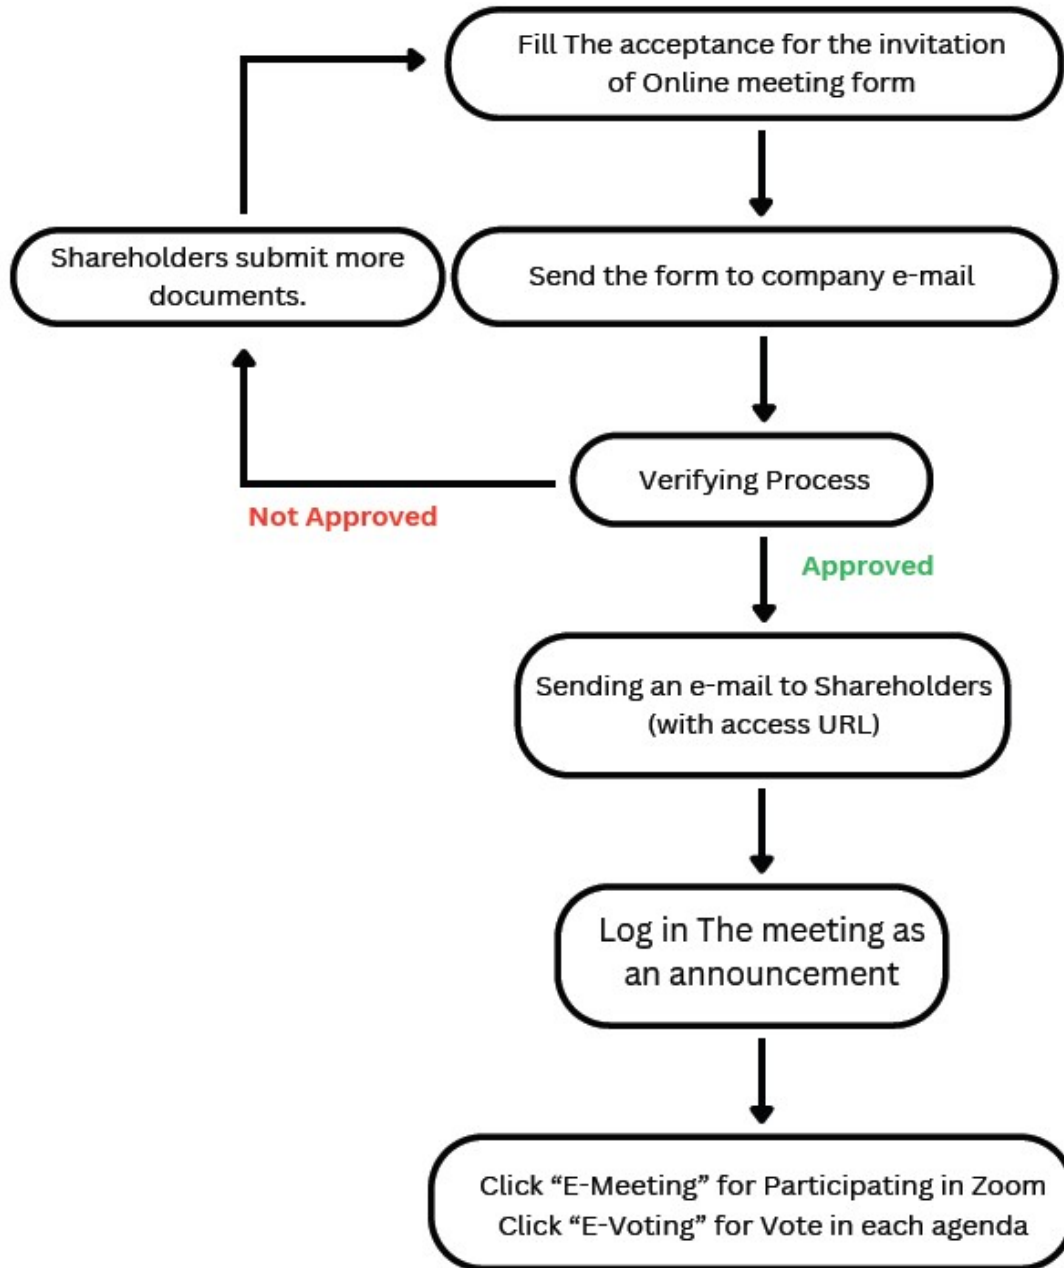 Fill The acceptance for the invitation
of Online meeting form
Shareholders submit more
documents.
Send the form to company e-mail
Verifying Process
Not Approved
Approved
Sending an e-mail to Shareholders
(with access URL)
Log in The meeting as
an announcement
Click “E-Meeting” for Participating in Zoom
Click “E-Voting” for Vote in each agenda